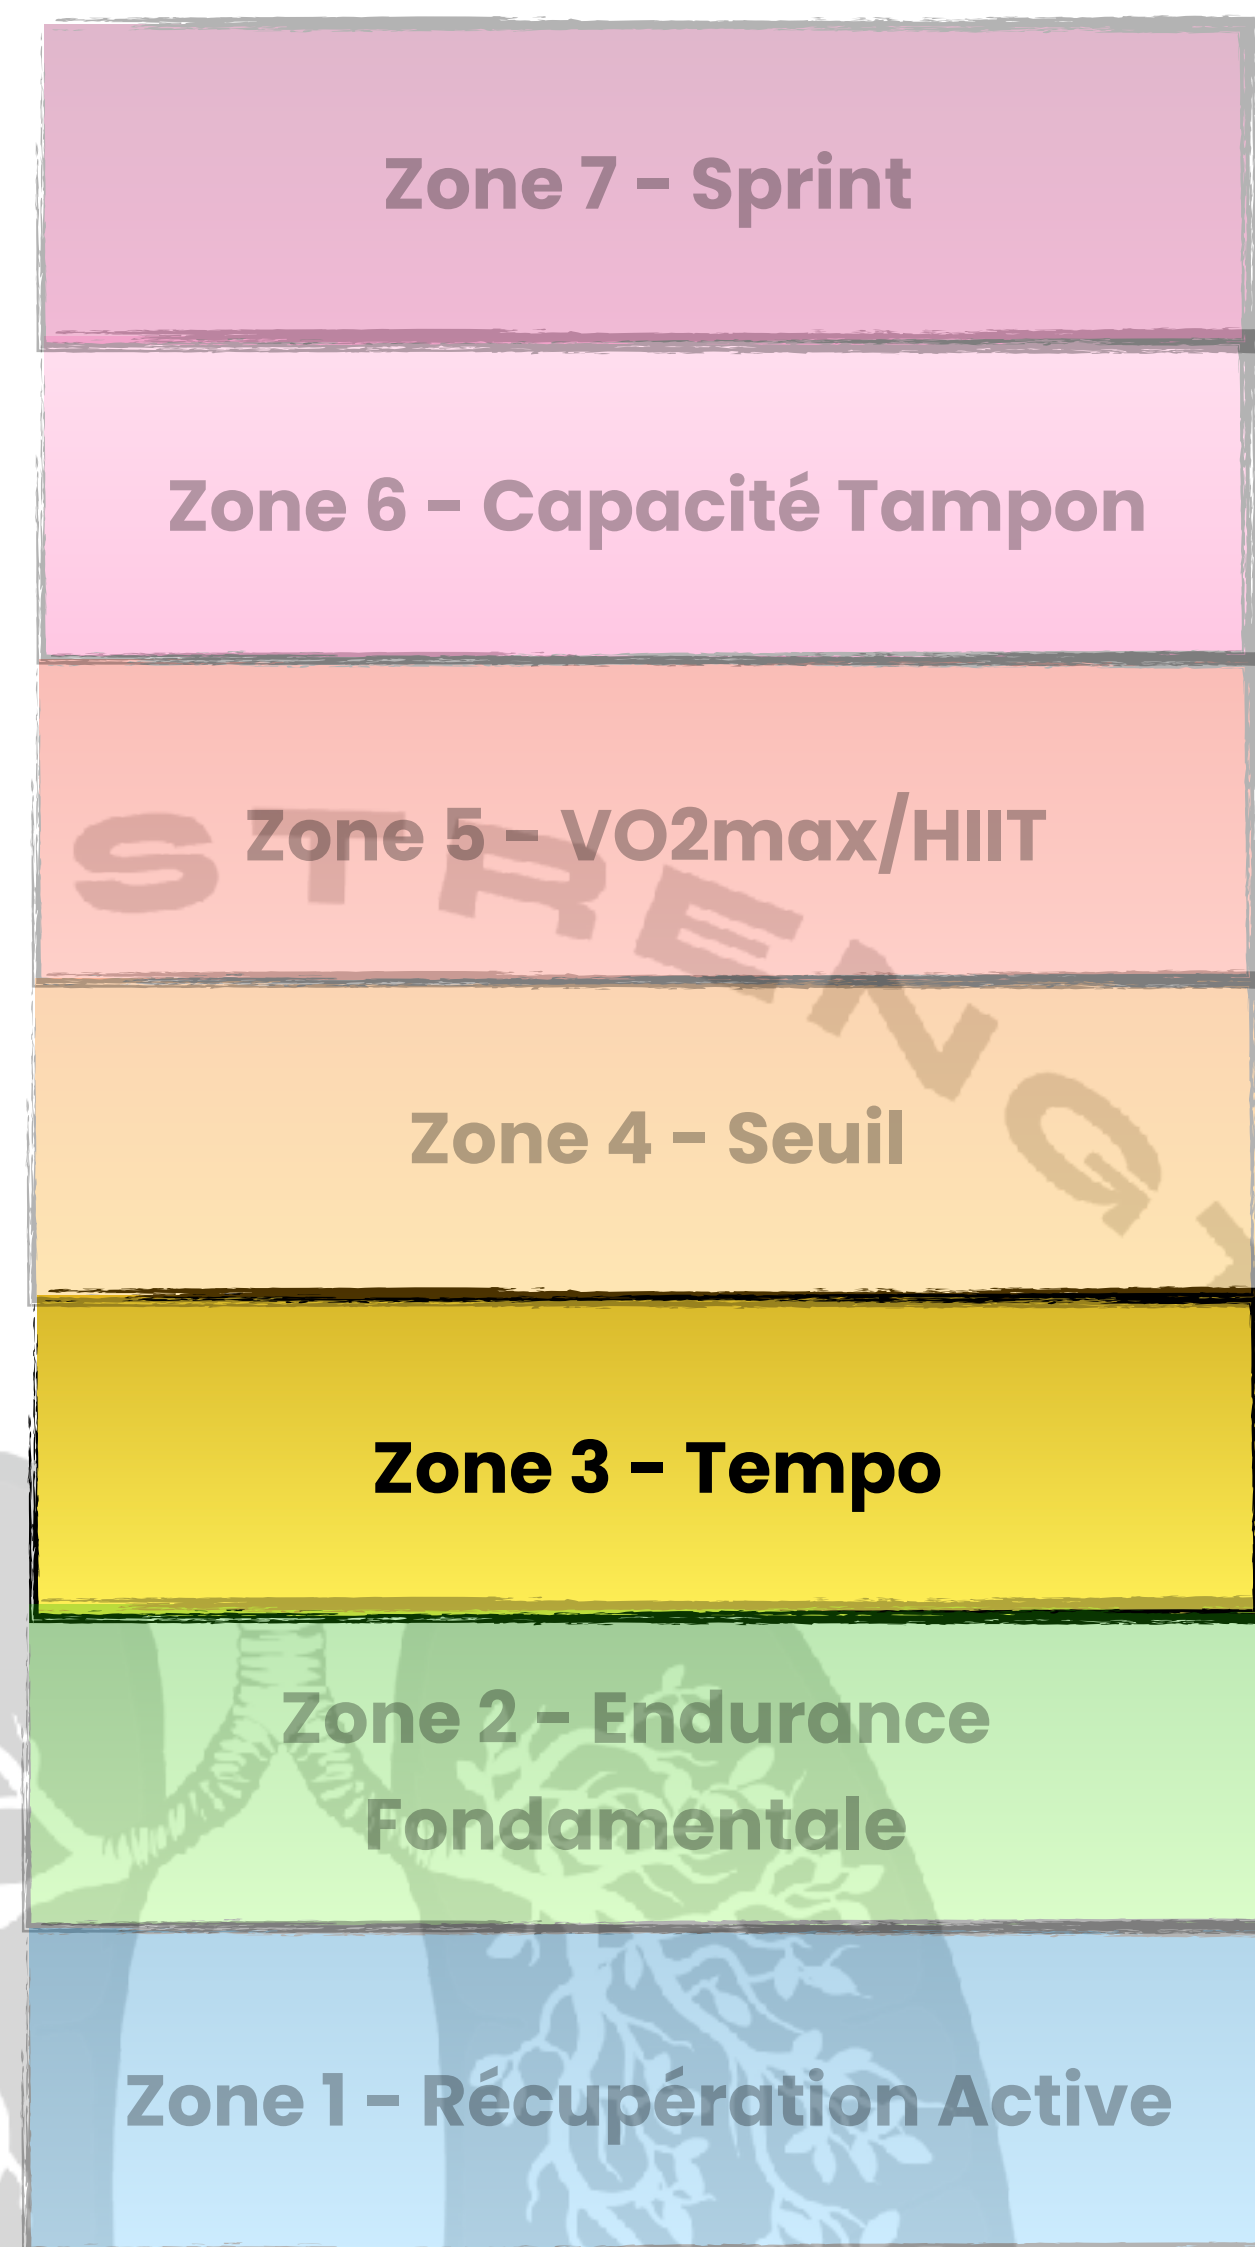 Zone 7 - Sprint
Zone 6 - Capacité Tampon
Zone 5 - VO2max/HIIT
STRENG
Zone 4 - Seuil
Zone 3 - Tempo
Zone 2 - Endurance
Fondamentale
Zone 1 - Récupération Active